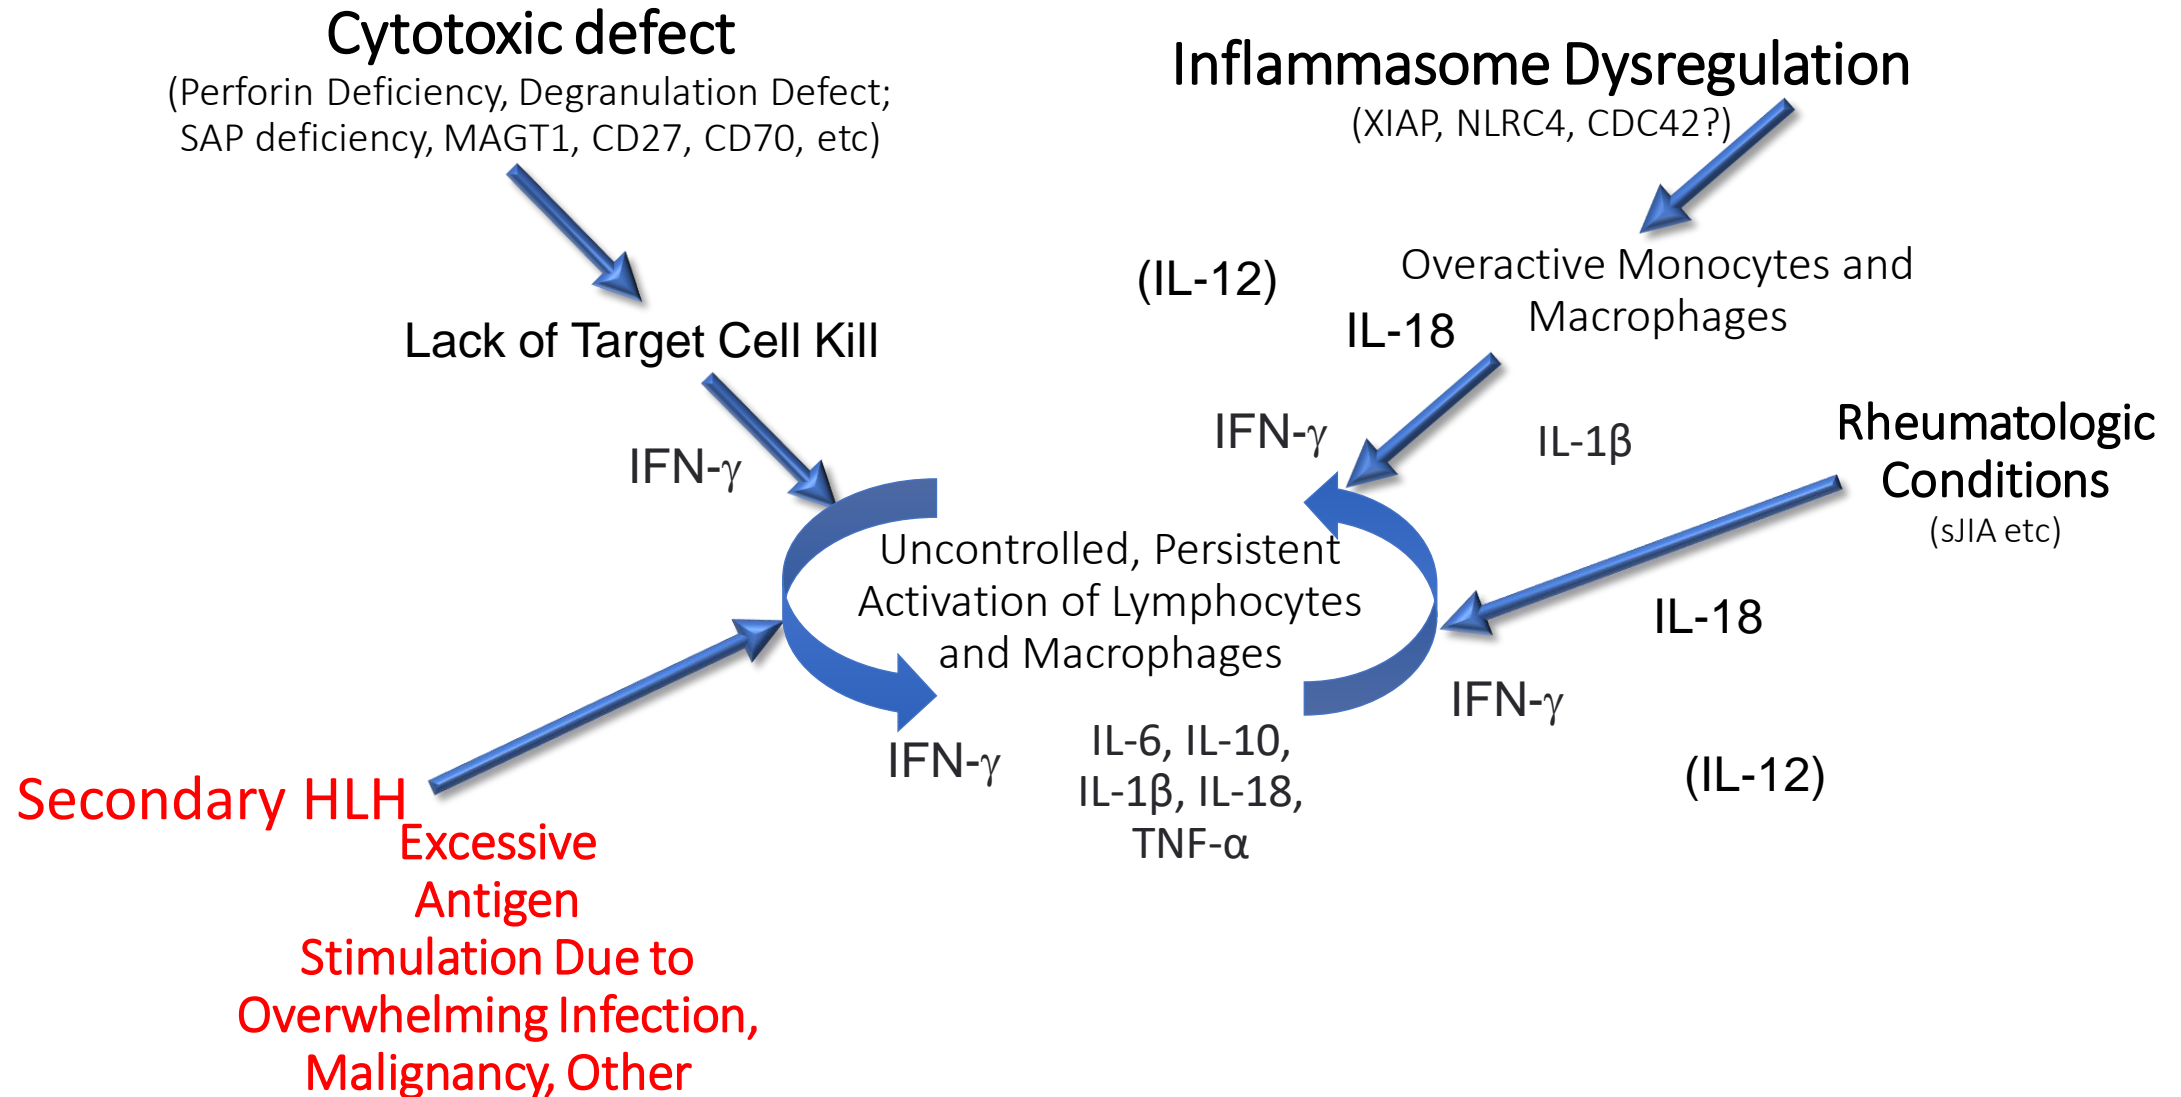 Cytotoxic defect
(Perforin Deficiency, Degranulation Defect;
SAP deficiency, MAGT1, CD27, CD70, etc)
Inflammasome Dysregulation
(XIAP, NLRC4, CDC42?)
Overactive Monocytes and
Macrophages
(IL-12)
IL-18
Lack of Target Cell Kill
IFN-γ
IFN-γ
IL-1β
Rheumatologic
Conditions
(sJIA etc)
Uncontrolled, Persistent
Activation of Lymphocytes
and Macrophages
IL-18
IFN-γ
(IL-12)
IFN-γ
IL-6, IL-10,
IL-1β, IL-18,
TNF-α
Secondary HLH
Excessive
Antigen
Stimulation Due to
Overwhelming Infection,
Malignancy, Other